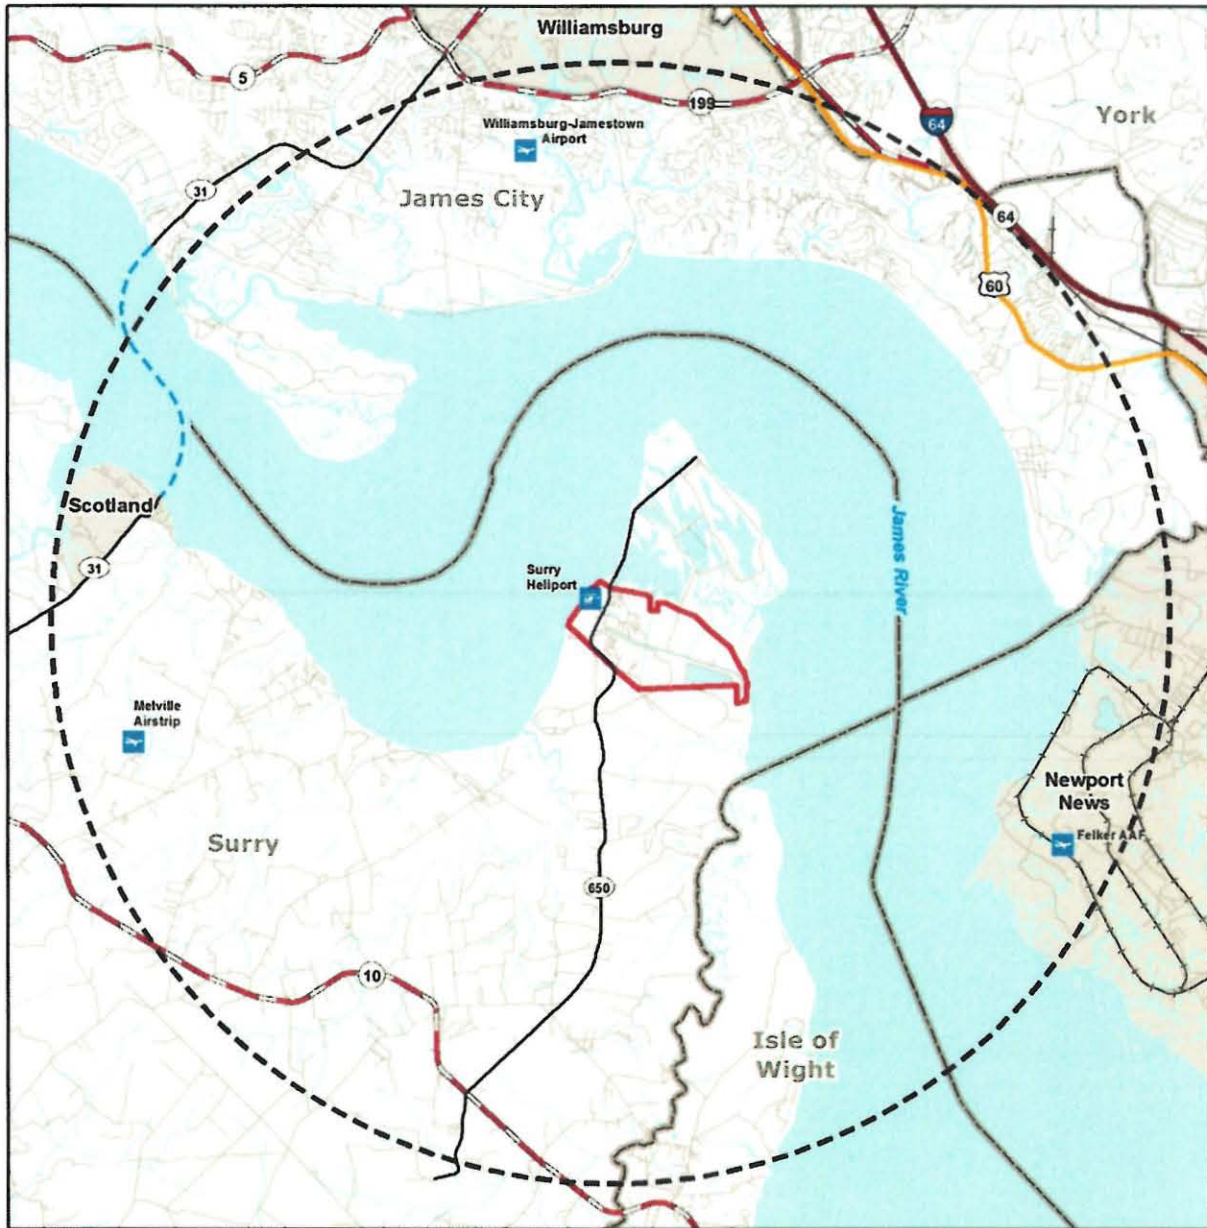 Williamsburg
5
199
64
York
Williamsburg-Jamestown
Airport
31
James City
64
60
Scotland
James River
31
Surry
Heliport
Melville
Airstrip
Newport
News
Felker AAF
Surry
650
10
Isle of
Wight